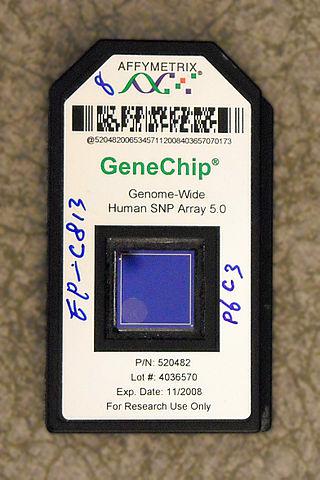 AFFYMETRIX
8
@52048200653457112008403657070173
GeneChip®
Genome-Wide
Human SNP Array 5.0
EP-C813
P6C3
P/N: 520482
Lot #: 4036570
Exp. Date: 11/2008
For Research Use Only